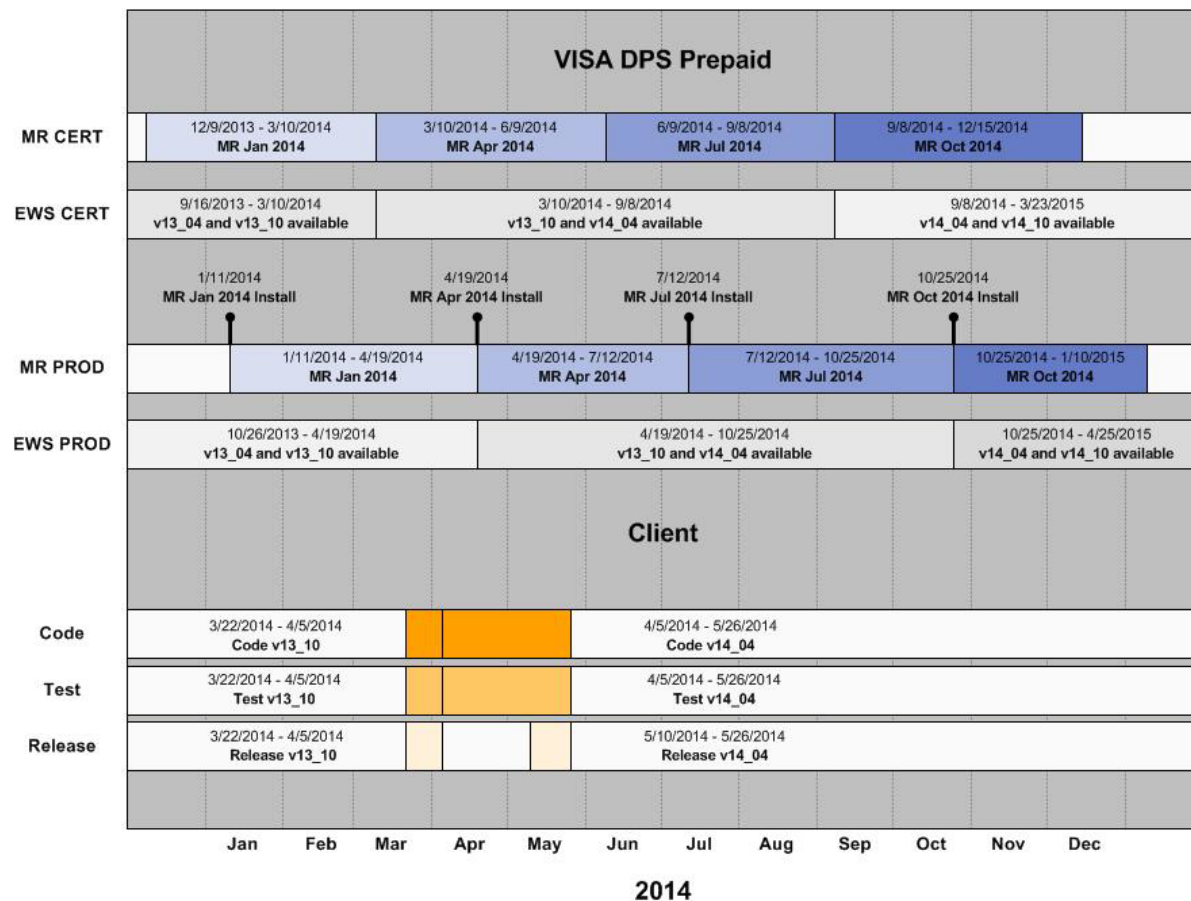 VISA DPS Prepaid
MR CERT
12/9/2013 - 3/10/2014
MR Jan 2014
3/10/2014 - 6/9/2014
MR Apr 2014
6/9/2014 - 9/8/2014
MR Jul 2014
9/8/2014 - 12/15/2014
MR Oct 2014
EWS CERT
9/16/2013 - 3/10/2014
v13_04 and v13_10 available
3/10/2014 - 9/8/2014
v13_10 and v14_04 available
9/8/2014 - 3/23/2015
v14_04 and v14_10 available
1/11/2014
MR Jan 2014 Install
4/19/2014
MR Apr 2014 Install
7/12/2014
MR Jul 2014 Install
10/25/2014
MR Oct 2014 Install
MR PROD
1/11/2014 - 4/19/2014
MR Jan 2014
4/19/2014 - 7/12/2014
MR Apr 2014
7/12/2014 - 10/25/2014
MR Jul 2014
10/25/2014 - 1/10/2015
MR Oct 2014
EWS PROD
10/26/2013 - 4/19/2014
v13_04 and v13_10 available
4/19/2014 - 10/25/2014
v13_10 and v14_04 available
10/25/2014 - 4/25/2015
v14_04 and v14_10 available
Client
Code
3/22/2014 - 4/5/2014
Code v13_10
4/5/2014 - 5/26/2014
Code v14_04
Test
3/22/2014 - 4/5/2014
Test v13_10
4/5/2014 - 5/26/2014
Test v14_04
Release
3/22/2014 - 4/5/2014
Release v13_10
5/10/2014 - 5/26/2014
Release v14_04
Jan Feb Mar Apr May Jun Jul Aug Sep Oct Nov Dec
2014